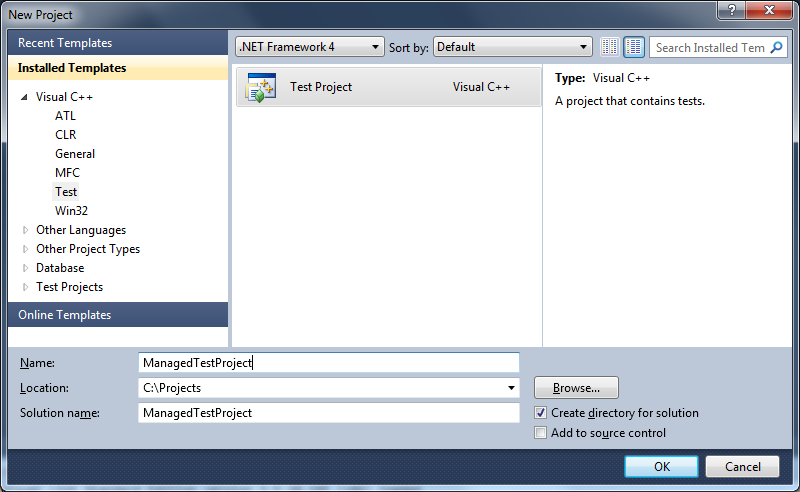 New Project
Recent Templates
Installed Templates
Visual C++
ATL
CLR
General
MFC
Test
Win32
Other Languages
Other Project Types
Database
Test Projects
Online Templates
.NET Framework 4 Sort by: Default Search Installed Tem
Test Project Visual C++
Type: Visual C++
A project that contains tests.
Name: ManagedTestProject
Location: C:\Projects Browse...
Solution name: ManagedTestProject
Create directory for solution
Add to source control
OK Cancel